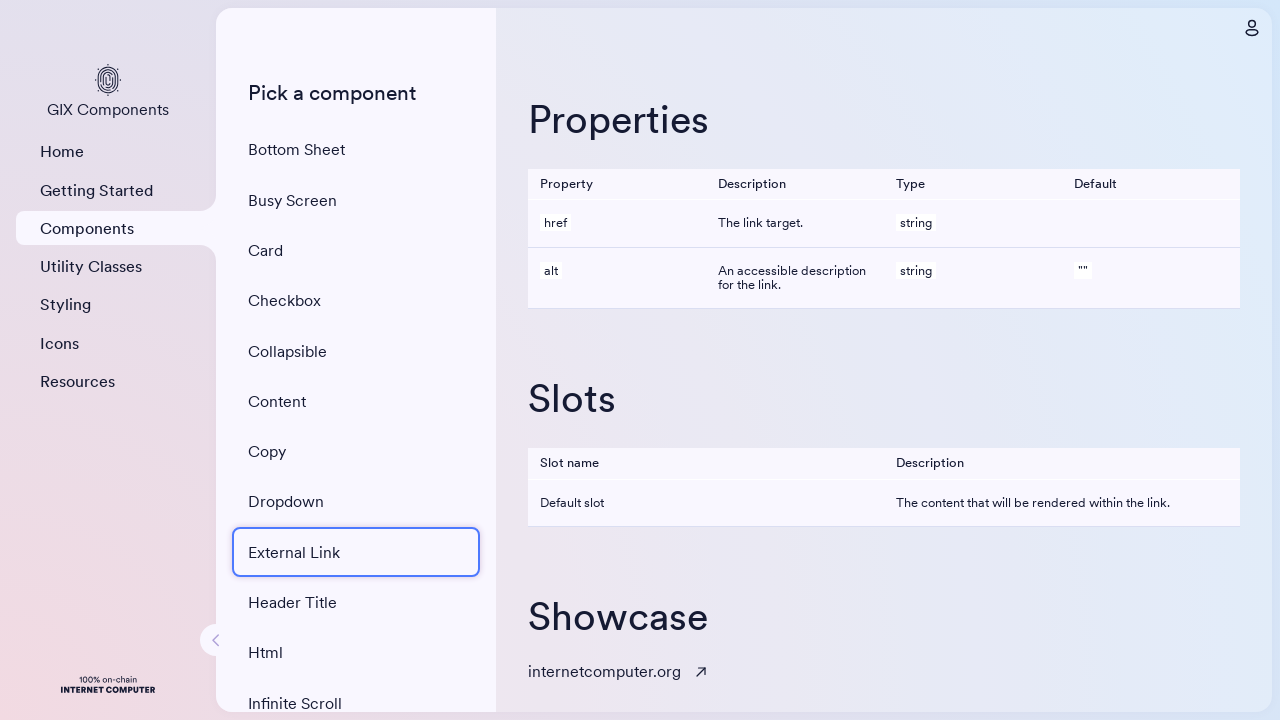 GIX Components
Home
Getting Started
Components
Utility Classes
Styling
Icons
Resources
100% on-chain
INTERNET COMPUTER
Pick a component
Bottom Sheet
Busy Screen
Card
Checkbox
Collapsible
Content
Copy
Dropdown
External Link
Header Title
Html
Infinite Scroll
Properties
Property Description Type Default
href The link target. string
alt An accessible description string ""
for the link.
Slots
Slot name Description
Default slot The content that will be rendered within the link.
Showcase
internetcomputer.org